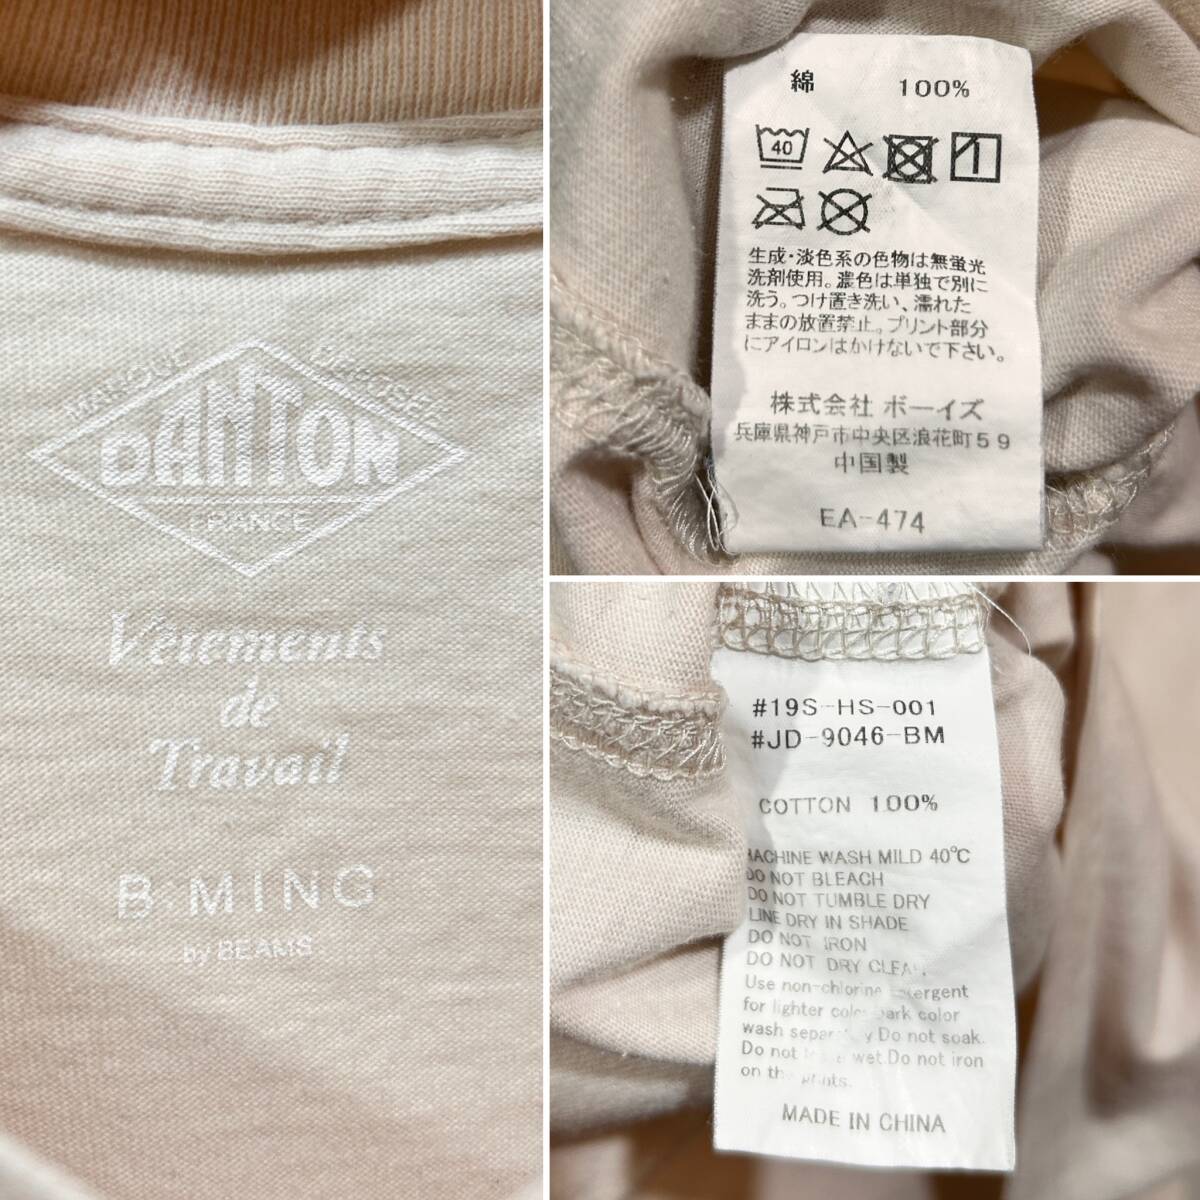 DANTON
FRANCE
Vêtements
de
Travail
B MING
by BEAMS
綿 100%
40
生成・淡色系の色物は無蛍光
洗剤使用。濃色は単独で別に
洗う。つけ置き洗い、濡れた
ままの放置禁止。プリント部分
にアイロンはかけないで下さい。
株式会社 ボーイズ
兵庫県神戸市中央区浪花町59
中国製
EA-474
#19S-HS-001
#JD-9046-BM
COTTON 100%
MACHINE WASH MILD 40℃
DO NOT BLEACH
DO NOT TUMBLE DRY
LINE DRY IN SHADE
DO NOT IRON
DO NOT DRY CLEAN
Use non-chlorine detergent
for lighter color
wash Do not soak.
Do not wet.Do not iron
on the prints.
MADE IN CHINA